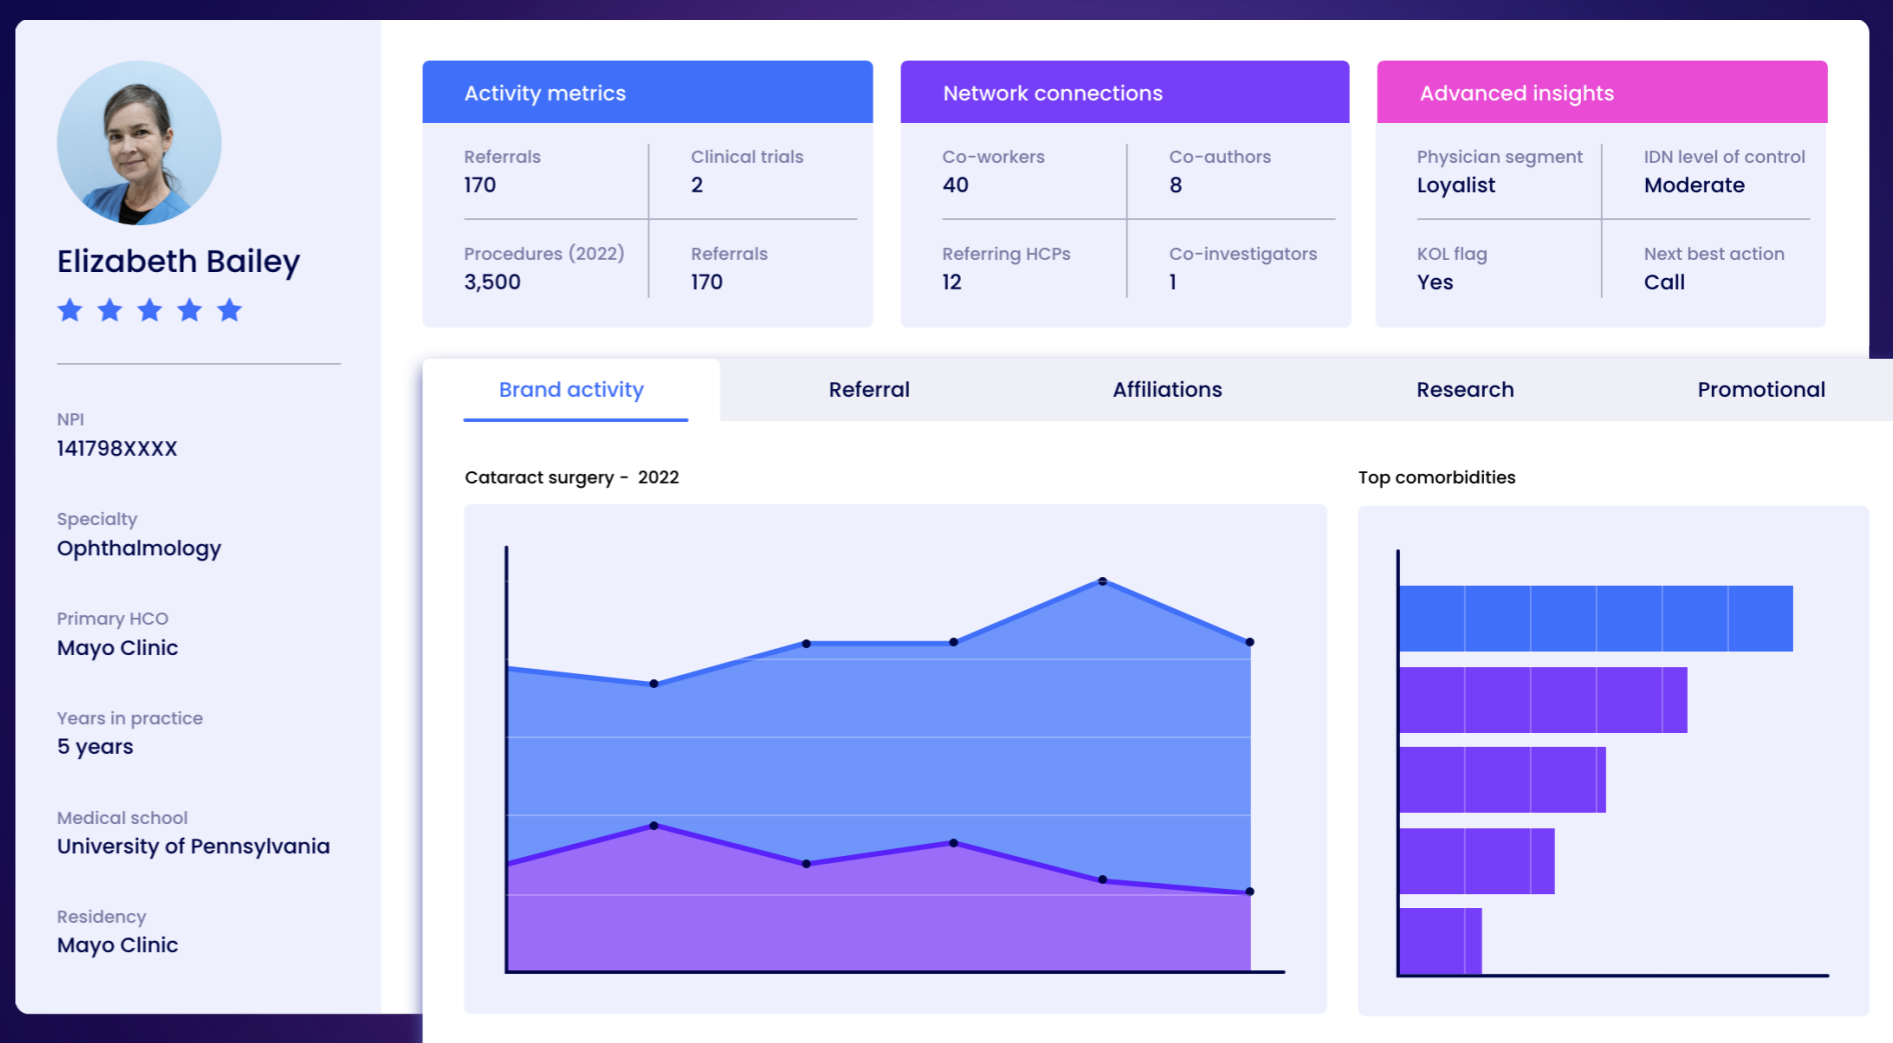 Elizabeth Bailey
NPI
141798XXXX
Specialty
Ophthalmology
Primary HCO
Mayo Clinic
Years in practice
5 years
Medical school
University of Pennsylvania
Residency
Mayo Clinic
Activity metrics
Referrals
170
Clinical trials
2
Procedures (2022)
3,500
Referrals
170
Network connections
Co-workers
40
Co-authors
8
Referring HCPs
12
Co-investigators
1
Advanced insights
Physician segment
Loyalist
IDN level of control
Moderate
KOL flag
Yes
Next best action
Call
Brand activity
Referral
Affiliations
Research
Promotional
Cataract surgery - 2022
Top comorbidities